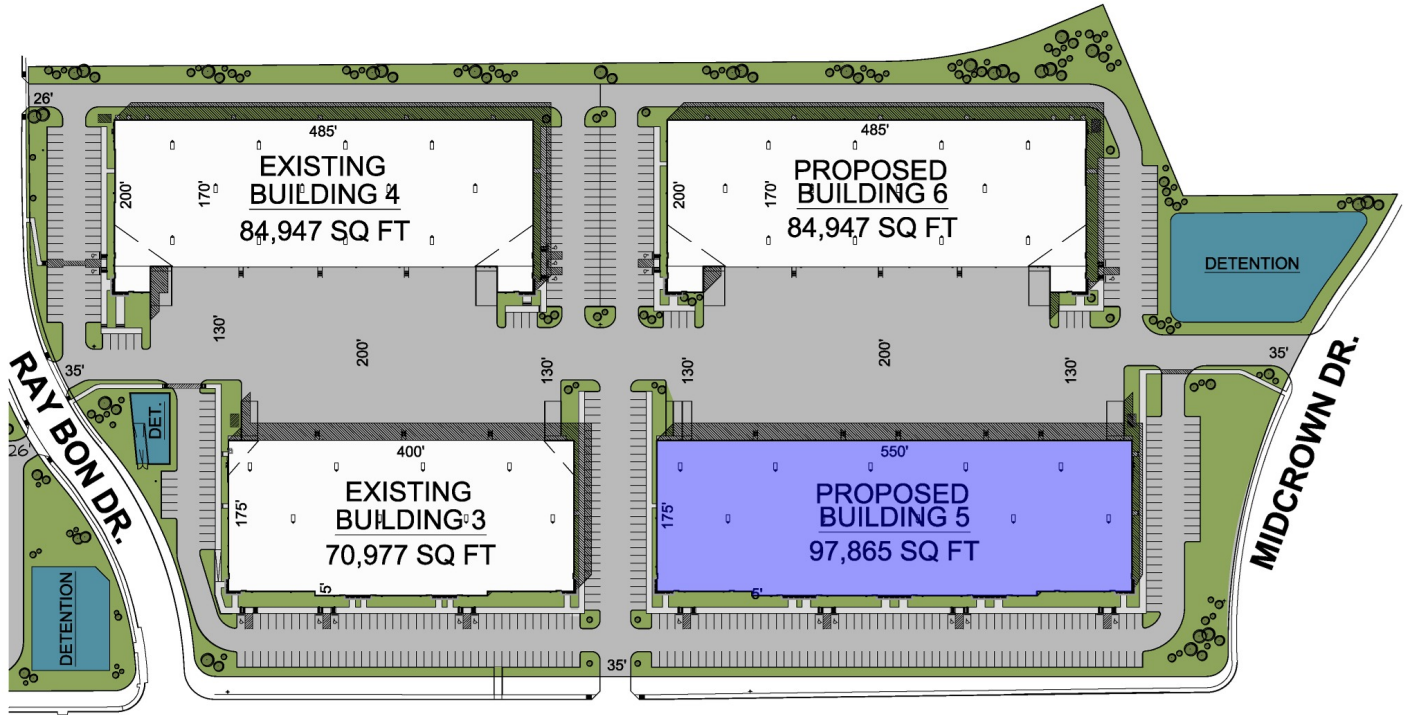 26'
485'
EXISTING
BUILDING 4
84,947 SQ FT
200'
170'
485'
PROPOSED
BUILDING 6
84,947 SQ FT
200'
170'
DETENTION
130'
200'
130'
130'
200'
130'
35'
35'
RAY BON DR.
MIDCROWN DR.
DET.
26'
400'
EXISTING
BUILDING 3
70,977 SQ FT
175'
5'
550'
PROPOSED
BUILDING 5
97,865 SQ FT
175'
5'
DETENTION
35'